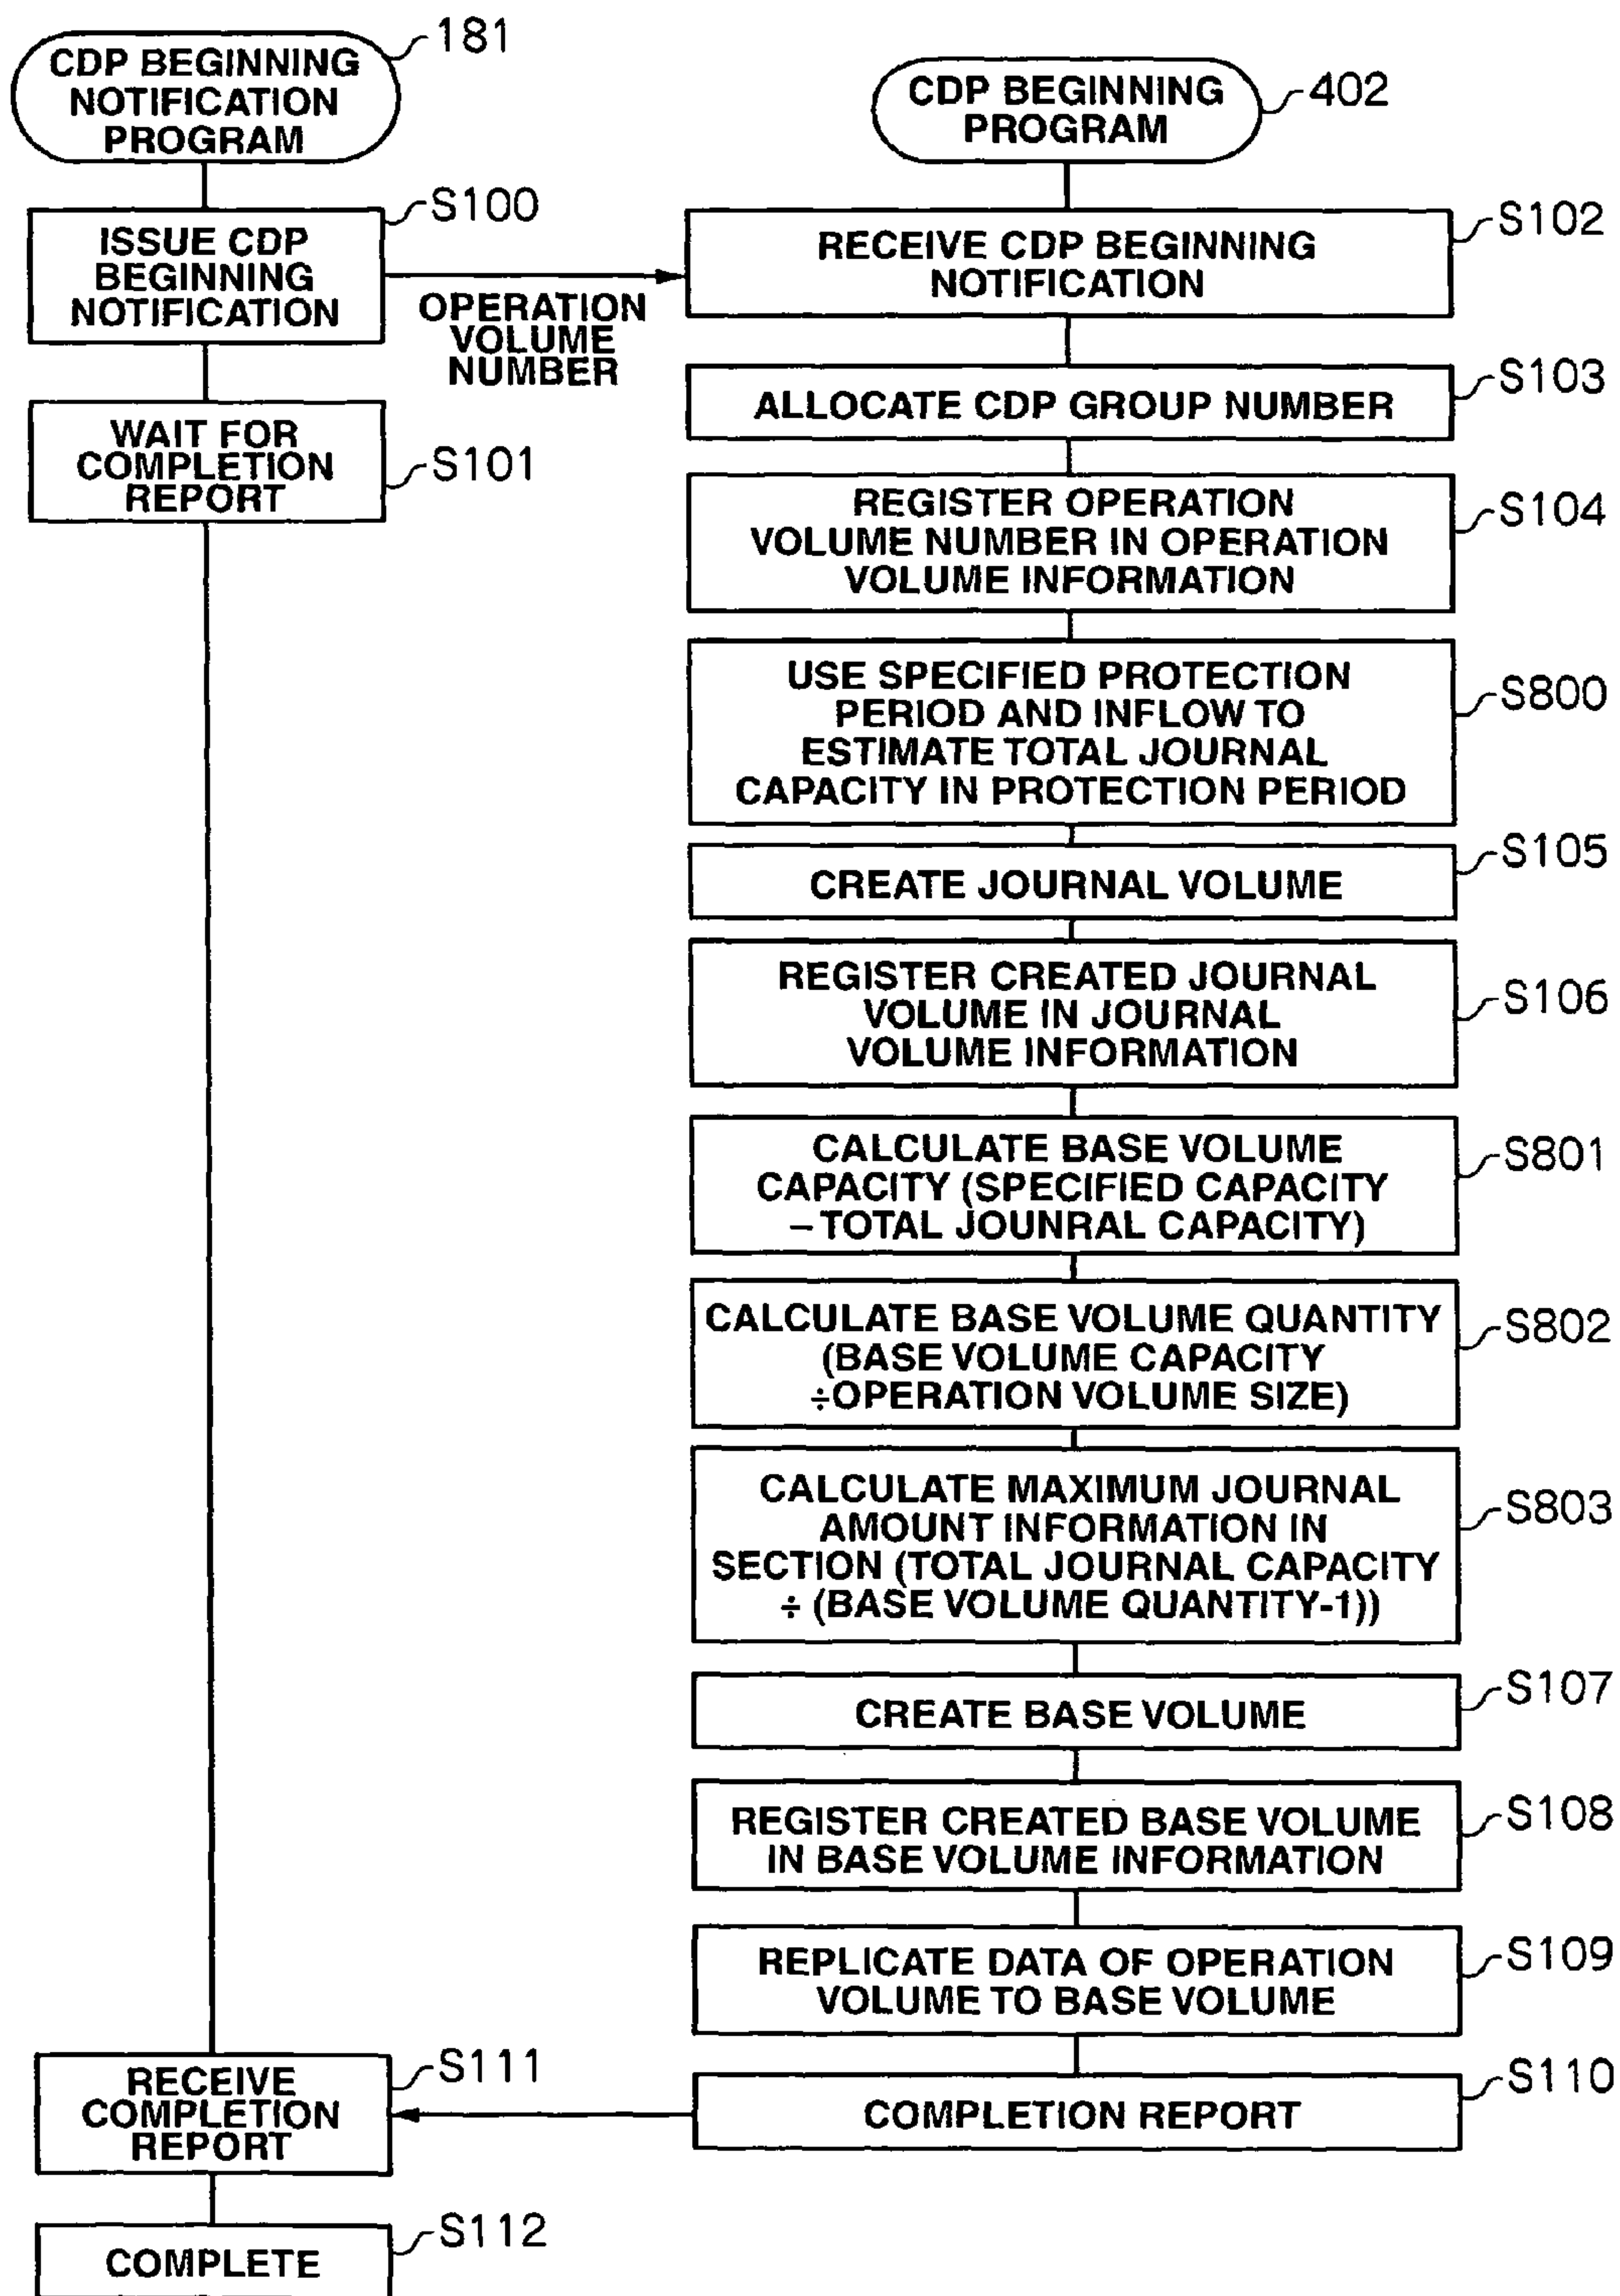 CDP BEGINNING
NOTIFICATION
PROGRAM
181
ISSUE CDP
BEGINNING
NOTIFICATION
S100
OPERATION
VOLUME
NUMBER
WAIT FOR
COMPLETION
REPORT
S101
CDP BEGINNING
PROGRAM
402
RECEIVE CDP BEGINNING
NOTIFICATION
S102
ALLOCATE CDP GROUP NUMBER
S103
REGISTER OPERATION
VOLUME NUMBER IN OPERATION
VOLUME INFORMATION
S104
USE SPECIFIED PROTECTION
PERIOD AND INFLOW TO
ESTIMATE TOTAL JOURNAL
CAPACITY IN PROTECTION PERIOD
S800
CREATE JOURNAL VOLUME
S105
REGISTER CREATED JOURNAL
VOLUME IN JOURNAL
VOLUME INFORMATION
S106
CALCULATE BASE VOLUME
CAPACITY (SPECIFIED CAPACITY
−TOTAL JOUNRAL CAPACITY)
S801
CALCULATE BASE VOLUME QUANTITY
(BASE VOLUME CAPACITY
÷OPERATION VOLUME SIZE)
S802
CALCULATE MAXIMUM JOURNAL
AMOUNT INFORMATION IN
SECTION (TOTAL JOURNAL CAPACITY
÷ (BASE VOLUME QUANTITY-1))
S803
CREATE BASE VOLUME
S107
REGISTER CREATED BASE VOLUME
IN BASE VOLUME INFORMATION
S108
REPLICATE DATA OF OPERATION
VOLUME TO BASE VOLUME
S109
COMPLETION REPORT
S110
RECEIVE
COMPLETION
REPORT
S111
COMPLETE
S112